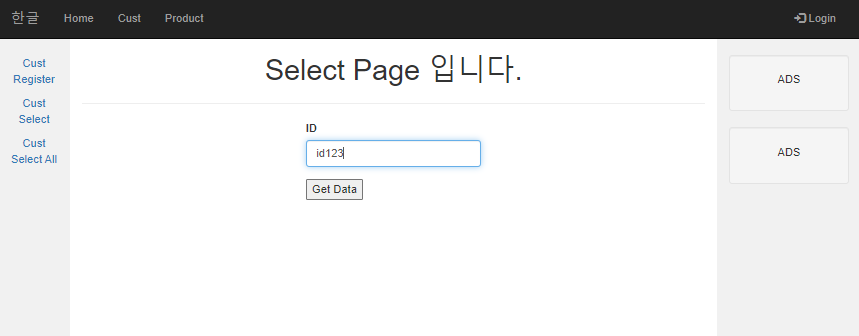 한글 Home Cust Product Login
Cust
Register
Cust
Select
Cust
Select All
Select Page 입니다.
ID
id123
Get Data
ADS
ADS